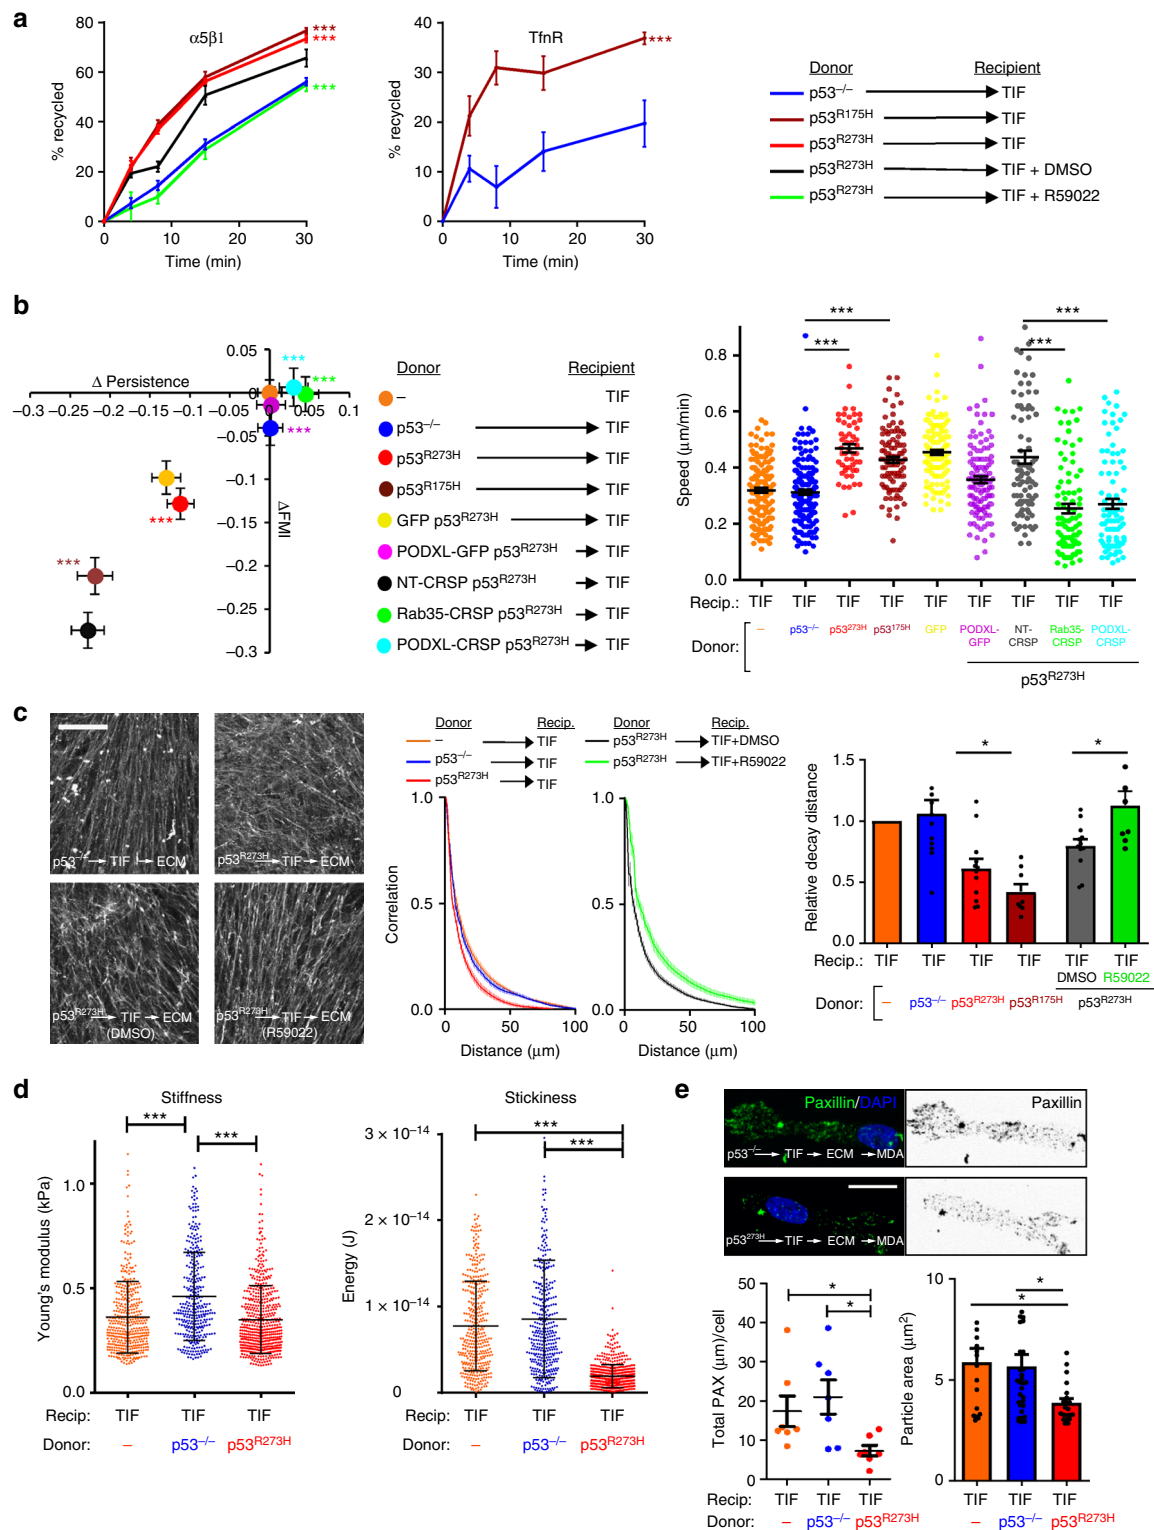 a
α5β1
TfnR
% recycled
80
60
40
20
0
0 10 20 30
Time (min)
***
***
***
% recycled
40
30
20
10
0
0 10 20 30
Time (min)
***
Donor Recipient
p53–/– TIF
p53R175H TIF
p53R273H TIF
p53R273H TIF + DMSO
p53R273H TIF + R59022
b
Δ Persistence
ΔFMI
0.05
0
–0.05
–0.1
–0.15
–0.2
–0.25
–0.3
–0.3 –0.25 –0.2 –0.15 –0.1 –0.05 0 0.05 0.1
***
***
***
***
***
Donor Recipient
– TIF
p53–/– TIF
p53R273H TIF
p53R175H TIF
GFP p53R273H TIF
PODXL-GFP p53R273H TIF
NT-CRSP p53R273H TIF
Rab35-CRSP p53R273H TIF
PODXL-CRSP p53R273H TIF
Speed (μm/min)
0.8
0.6
0.4
0.2
0.0
*** ***
*** ***
Recip.: TIF TIF TIF TIF TIF TIF TIF TIF TIF
Donor: – p53–/– p53273H p53175H GFP PODXL-GFP NT-CRSP Rab35-CRSP PODXL-CRSP
p53R273H
c
p53–/– TIF ECM
p53R273H TIF ECM
p53R273H TIF ECM
(DMSO)
p53R273H TIF ECM
(R59022)
Donor Recip. Donor Recip.
– TIF p53R273H TIF+DMSO
p53–/– TIF p53R273H TIF+R59022
p53R273H TIF
Correlation
1.0
0.5
0.0
0 50 100
Distance (μm)
1.0
0.5
0.0
0 50 100
Distance (μm)
Relative decay distance
1.5
1.0
0.5
0.0
* *
Recip.: TIF TIF TIF TIF TIF TIF
DMSO R59022
Donor: – p53–/– p53R273H p53R175H p53R273H
d
Stiffness
Young's modulus (kPa)
1.0
0.5
0.0
*** ***
Recip: TIF TIF TIF
Donor: – p53–/– p53R273H
Stickiness
Energy (J)
3 × 10–14
2 × 10–14
1 × 10–14
0
***
***
TIF TIF TIF
– p53–/– p53R273H
e
Paxillin/DAPI
Paxillin
p53–/– TIF ECM MDA
p53273H TIF ECM MDA
Total PAX (μm)/cell
50
40
30
20
10
0
*
*
Recip: TIF TIF TIF
Donor: – p53–/– p53R273H
Particle area (μm2)
10
5
0
*
*
TIF TIF TIF
– p53–/– p53R273H